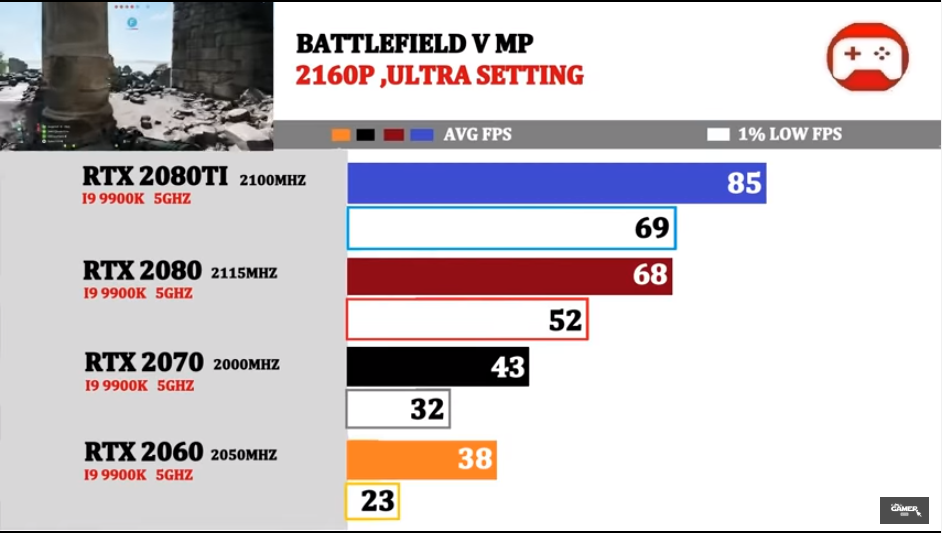 BATTLEFIELD V MP
2160P ,ULTRA SETTING
AVG FPS
1% LOW FPS
RTX 2080TI 2100MHZ
I9 9900K 5GHZ
85
69
RTX 2080 2115MHZ
I9 9900K 5GHZ
68
52
RTX 2070 2000MHZ
I9 9900K 5GHZ
43
32
RTX 2060 2050MHZ
I9 9900K 5GHZ
38
23
GAMER